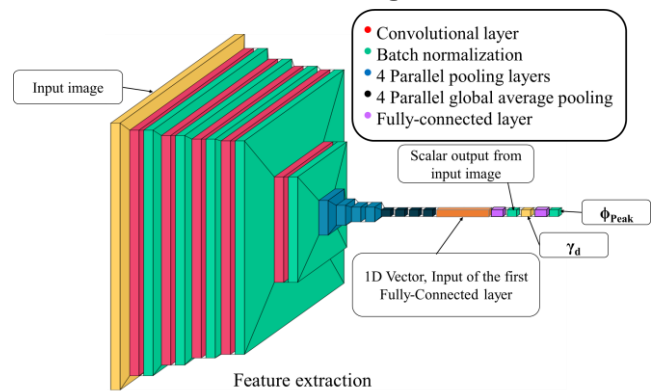 Convolutional layer
Batch normalization
4 Parallel pooling layers
4 Parallel global average pooling
Fully-connected layer
Input image
Scalar output from
input image
ϕPeak
γd
1D Vector, Input of the first
Fully-Connected layer
Feature extraction